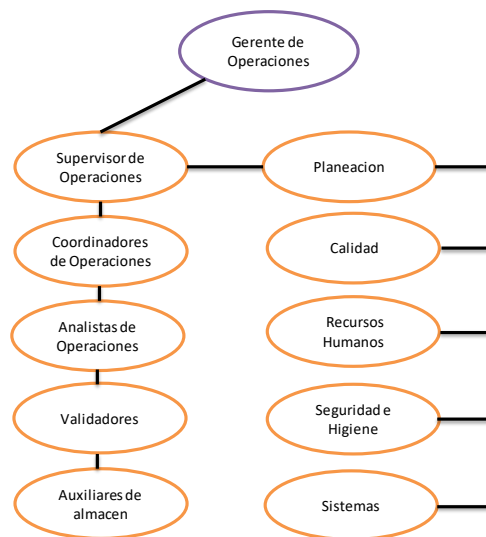 Gerente de
Operaciones
Supervisor de
Operaciones
Planeacion
Coordinadores
de Operaciones
Calidad
Analistas de
Operaciones
Recursos
Humanos
Validadores
Seguridad e
Higiene
Auxiliares de
almacen
Sistemas